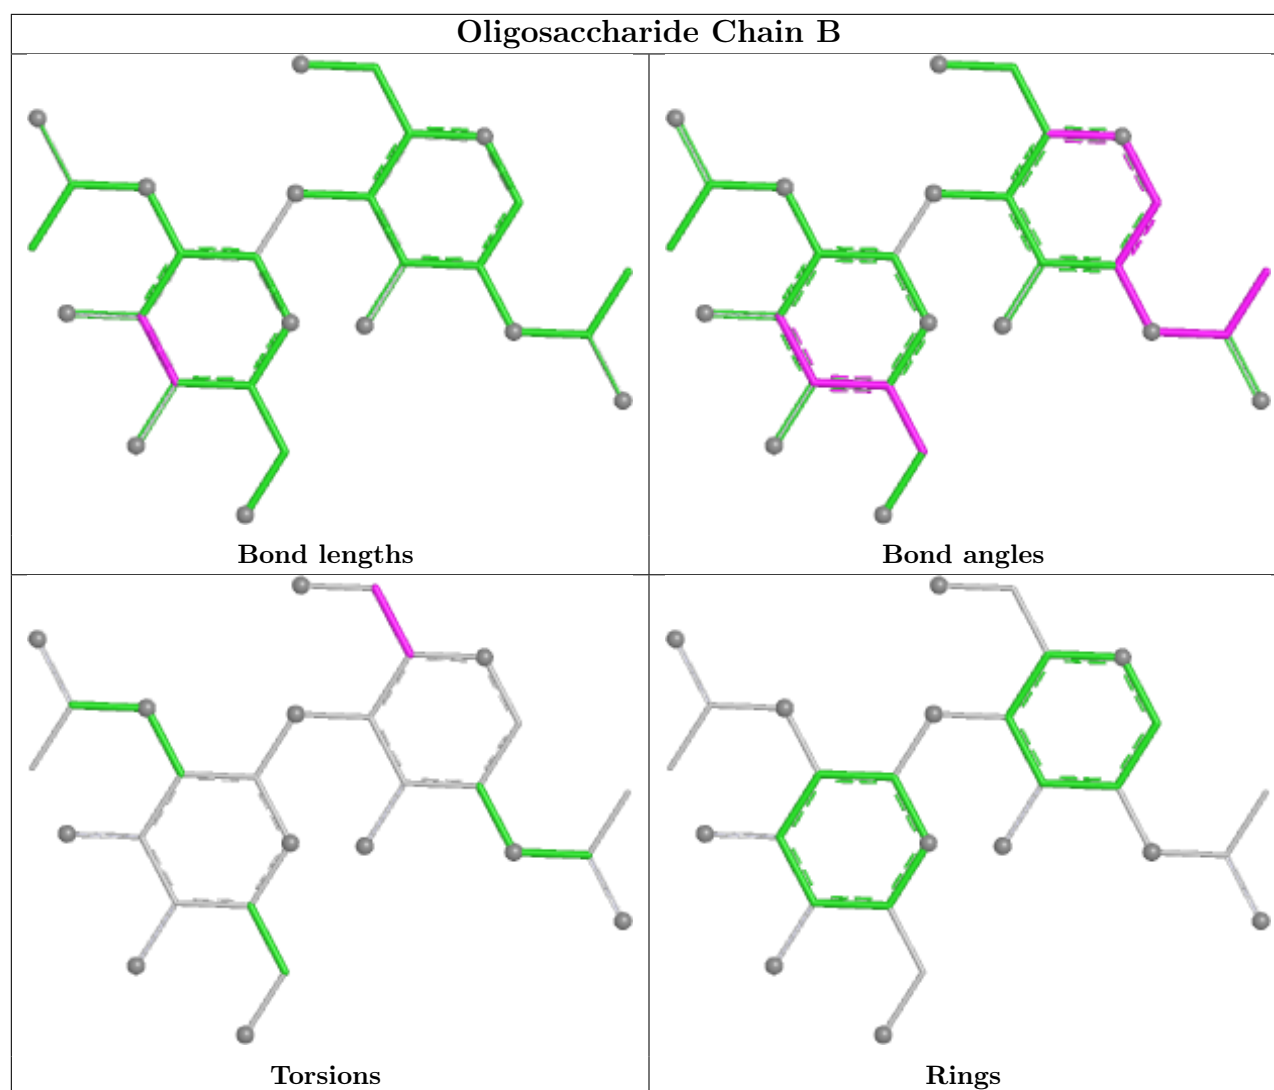 Oligosaccharide Chain B
Bond lengths
Bond angles
Torsions
Rings